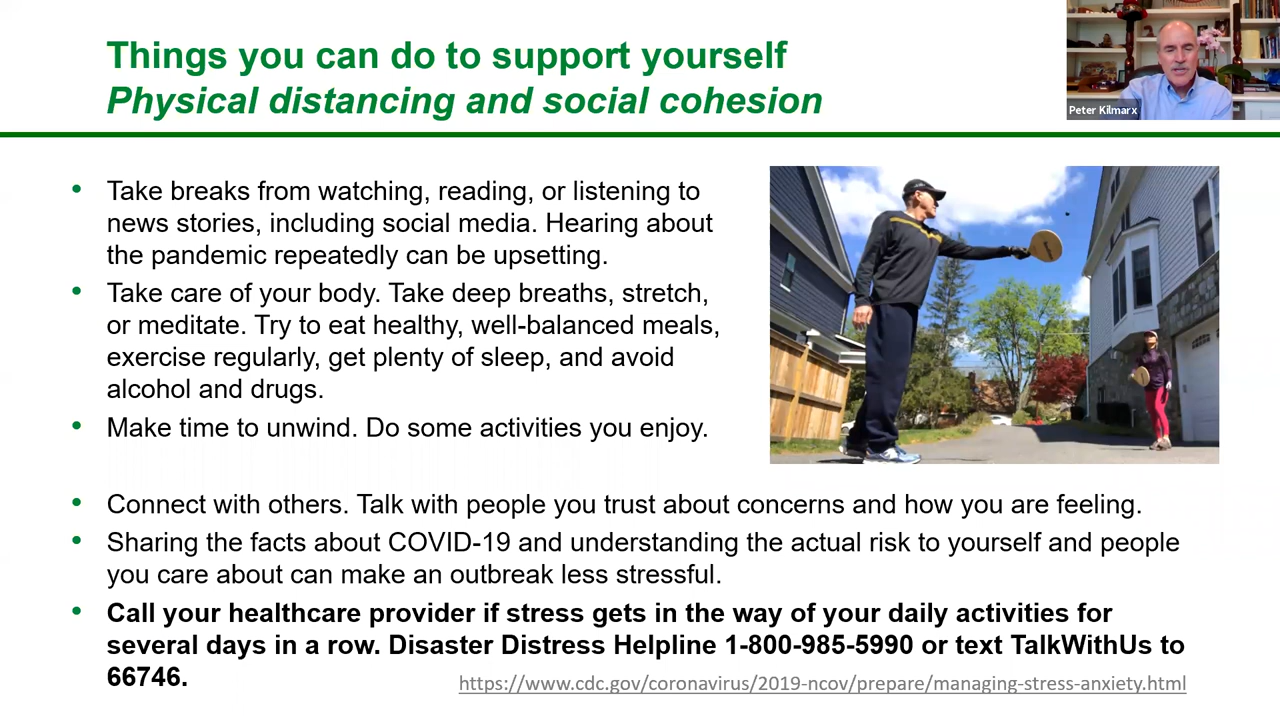 Things you can do to support yourself
Physical distancing and social cohesion
Peter Kilmarx
• Take breaks from watching, reading, or listening to
news stories, including social media. Hearing about
the pandemic repeatedly can be upsetting.
• Take care of your body. Take deep breaths, stretch,
or meditate. Try to eat healthy, well-balanced meals,
exercise regularly, get plenty of sleep, and avoid
alcohol and drugs.
• Make time to unwind. Do some activities you enjoy.
• Connect with others. Talk with people you trust about concerns and how you are feeling.
• Sharing the facts about COVID-19 and understanding the actual risk to yourself and people
you care about can make an outbreak less stressful.
• Call your healthcare provider if stress gets in the way of your daily activities for
several days in a row. Disaster Distress Helpline 1-800-985-5990 or text TalkWithUs to
66746.
https://www.cdc.gov/coronavirus/2019-ncov/prepare/managing-stress-anxiety.html